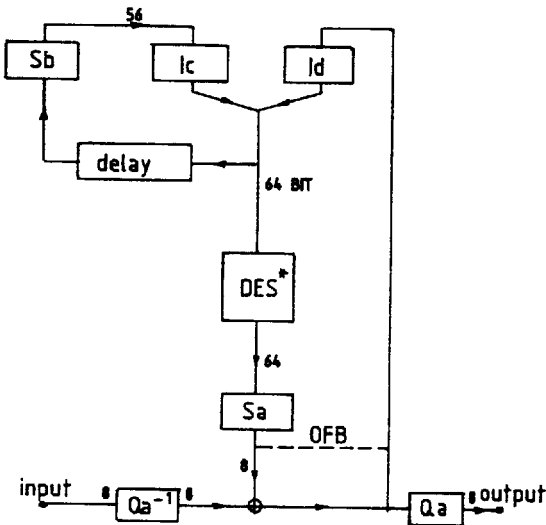 56
Sb
Ic
Id
delay
64 BIT
DES*
64
Sa
OFB
8
input
8
Qa⁻¹
8
Qa
8
output